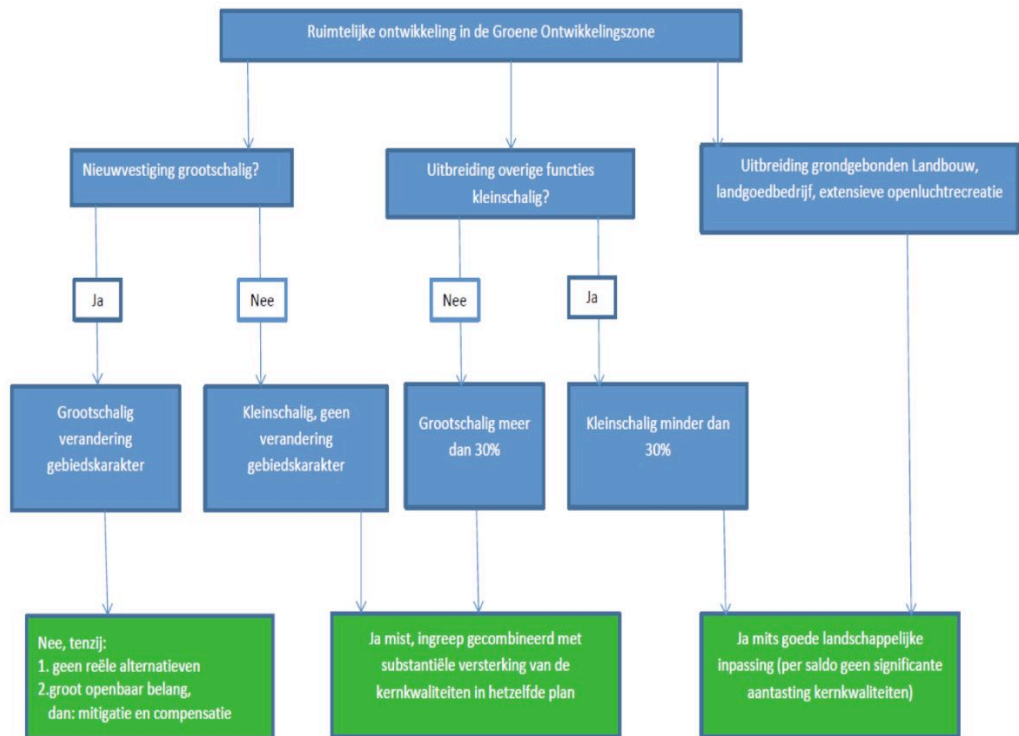 Ruimtelijke ontwikkeling in de Groene Ontwikkelingszone
Nieuwvestiging grootschalig?
Uitbreiding overige functies
kleinschalig?
Uitbreiding grondgebonden Landbouw,
landgoedbedrijf, extensieve openluchtrecreatie
Ja
Nee
Nee
Ja
Grootschalig
verandering
gebiedskarakter
Kleinschalig, geen
verandering
gebiedskarakter
Grootschalig meer
dan 30%
Kleinschalig minder dan
30%
Nee, tenzij:
1. geen reële alternatieven
2.groot openbaar belang,
dan: mitigatie en compensatie
Ja mist, ingreep gecombineerd met
substantiële versterking van de
kernkwaliteiten in hetzelfde plan
Ja mits goede landschappelijke
inpassing (per saldo geen significante
aantasting kernkwaliteiten)